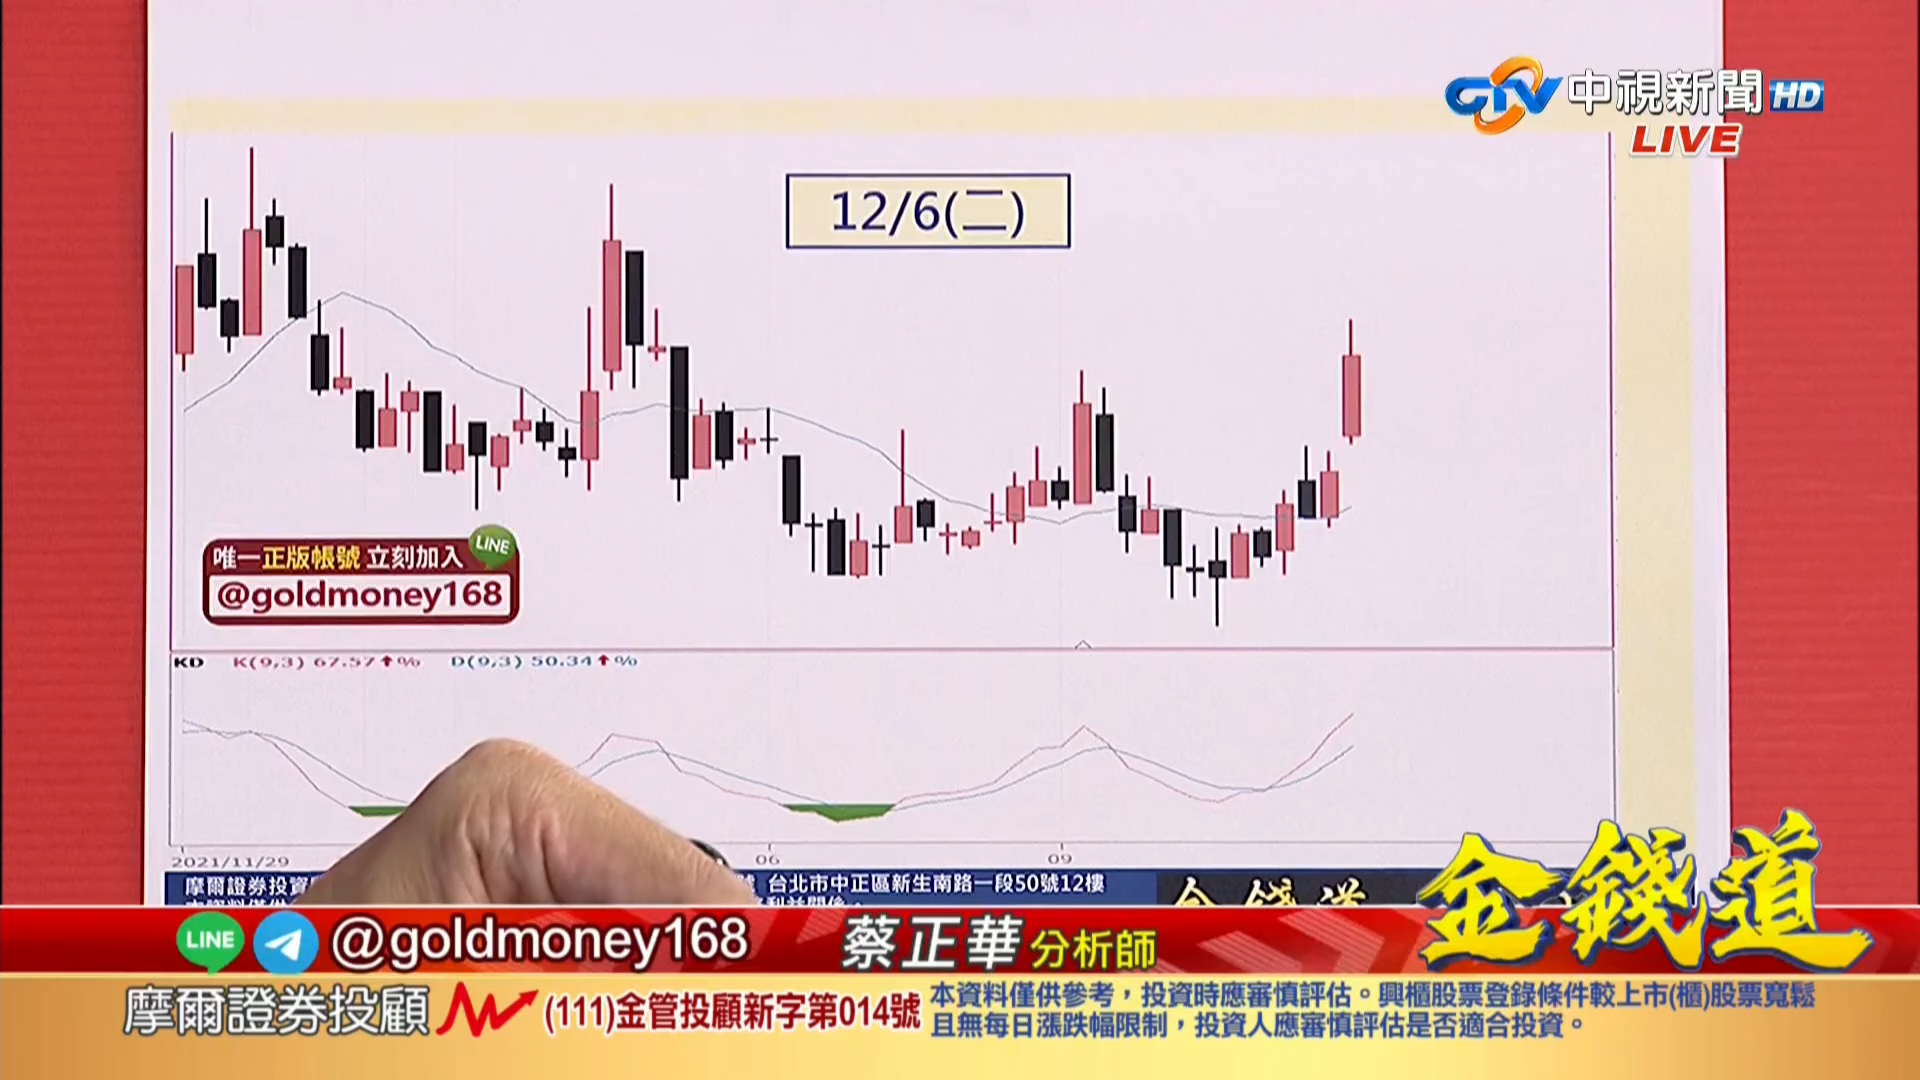 CTV 中視新聞 HD
LIVE
12/6(二)
唯一正版帳號 立刻加入 LINE
@goldmoney168
KD K(9,3) 67.57↑% D(9,3) 50.34↑%
2021/11/29 06 09
摩爾證券投資 台北市中正區新生南路一段50號12樓
金錢道
LINE @goldmoney168 蔡正華 分析師
金錢道
摩爾證券投顧 (111)金管投顧新字第014號
本資料僅供參考，投資時應審慎評估。興櫃股票登錄條件較上市(櫃)股票寬鬆
且無每日漲跌幅限制，投資人應審慎評估是否適合投資。